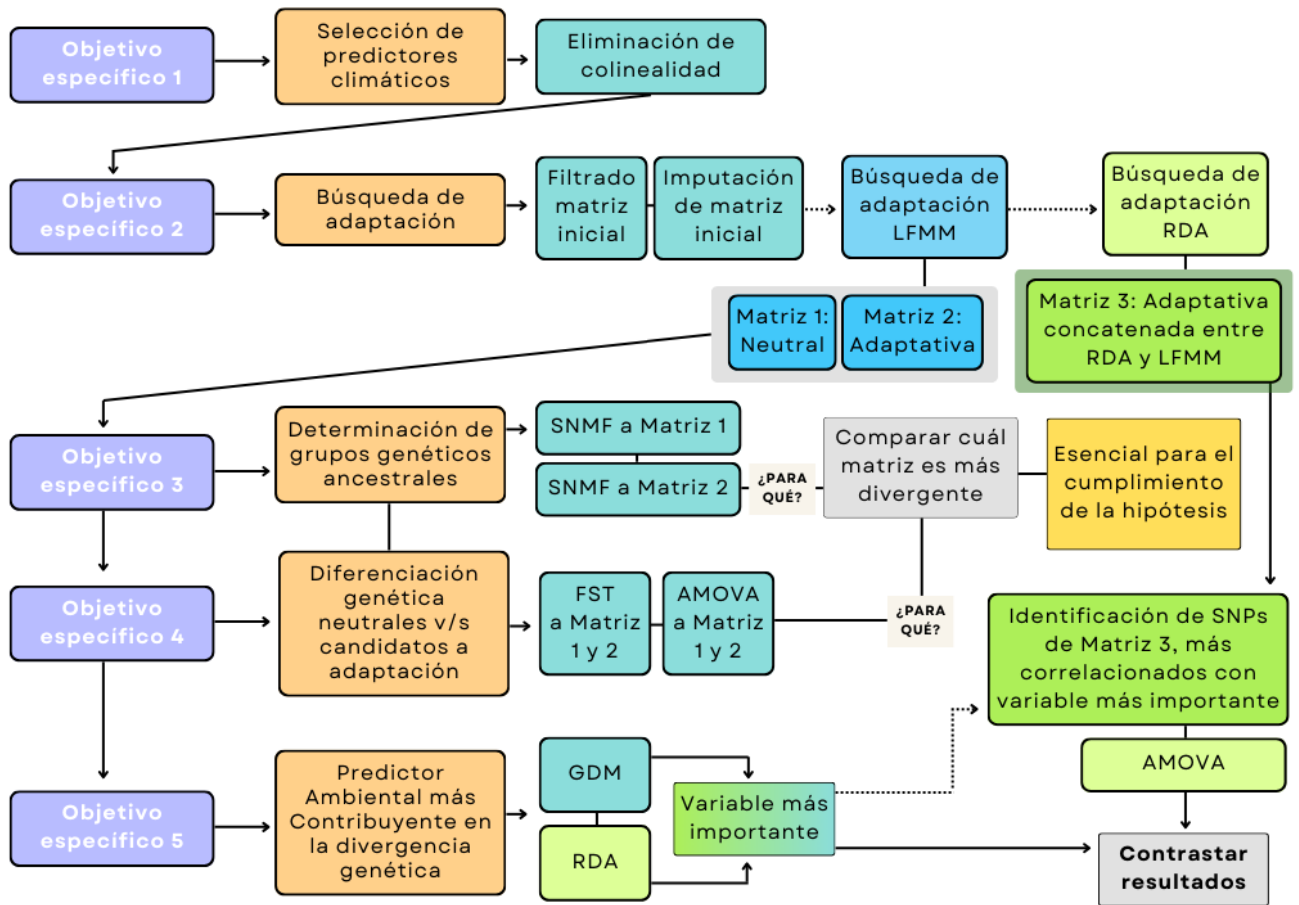 Objetivo
específico 1
Selección de
predictores
climáticos
Eliminación de
colinealidad
Objetivo
específico 2
Búsqueda de
adaptación
Filtrado
matriz
inicial
Imputación
de matriz
inicial
Búsqueda de
adaptación
LFMM
Búsqueda de
adaptación
RDA
Matriz 1:
Neutral
Matriz 2:
Adaptativa
Matriz 3: Adaptativa
concatenada entre
RDA y LFMM
Objetivo
específico 3
Determinación de
grupos genéticos
ancestrales
SNMF a Matriz 1
SNMF a Matriz 2
¿PARA
QUÉ?
Comparar cuál
matriz es más
divergente
Esencial para el
cumplimiento
de la hipótesis
Objetivo
específico 4
Diferenciación
genética
neutrales v/s
candidatos a
adaptación
FST
a Matriz
1 y 2
AMOVA
a Matriz
1 y 2
¿PARA
QUÉ?
Identificación de SNPs
de Matriz 3, más
correlacionados con
variable más importante
AMOVA
Objetivo
específico 5
Predictor
Ambiental más
Contribuyente en
la divergencia
genética
GDM
RDA
Variable más
importante
Contrastar
resultados